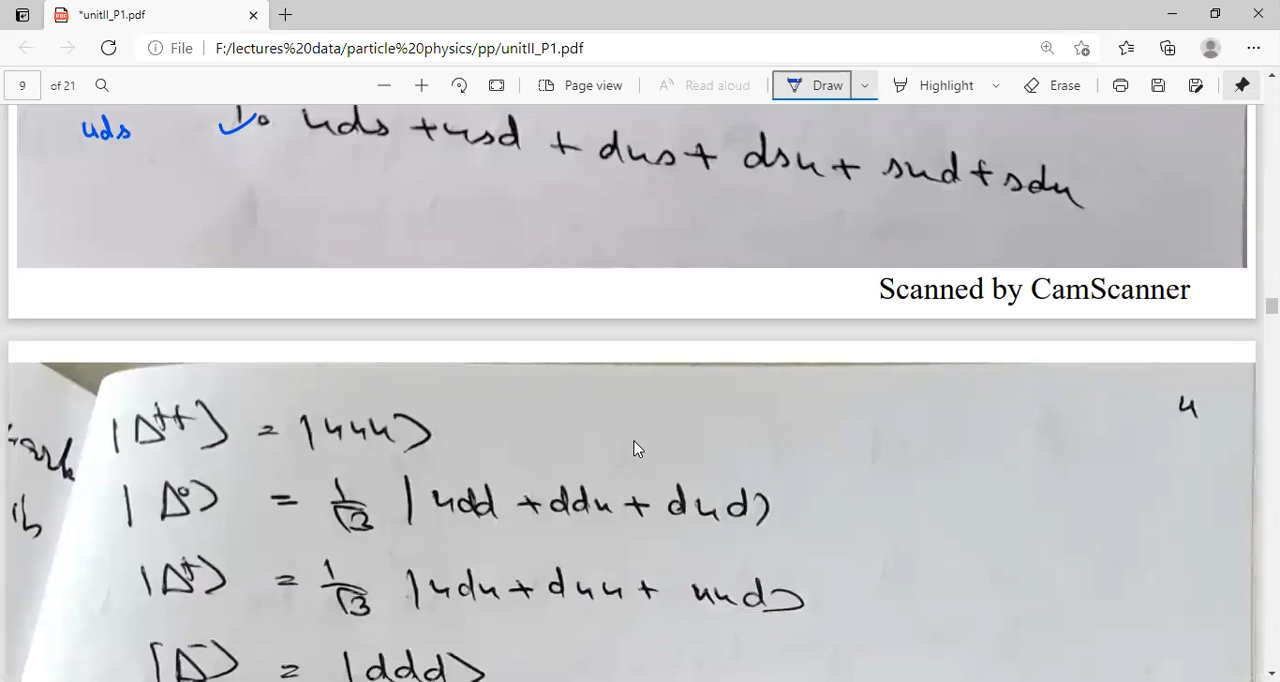 *unitII_P1.pdf
File F:/lectures%20data/particle%20physics/pp/unitII_P1.pdf
9 of 21 Page view Read aloud Draw Highlight Erase
uds uds + usd + dus + dsu + sud + sdu
Scanned by CamScanner
4
|Δ⁺⁺⟩ = |uuu⟩
|Δ⁰⟩ = 1/√3 |udd + ddu + dud⟩
|Δ⁺⟩ = 1/√3 |udu + duu + uud⟩
|Δ⁻⟩ = |ddd⟩